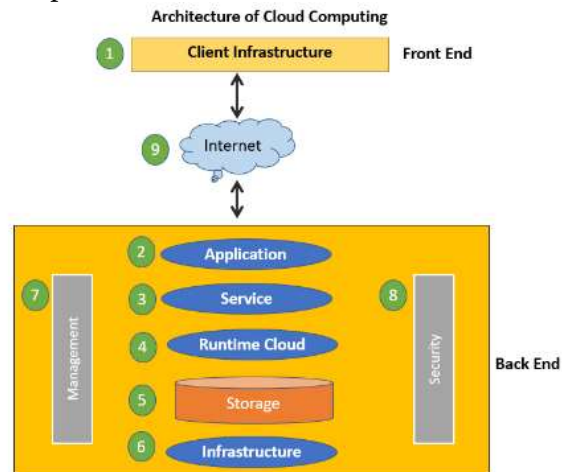 Architecture of Cloud Computing
1 Client Infrastructure Front End
9 Internet
2 Application
7 3 Service 8
4 Runtime Cloud
Management
Security
Back End
5 Storage
6 Infrastructure